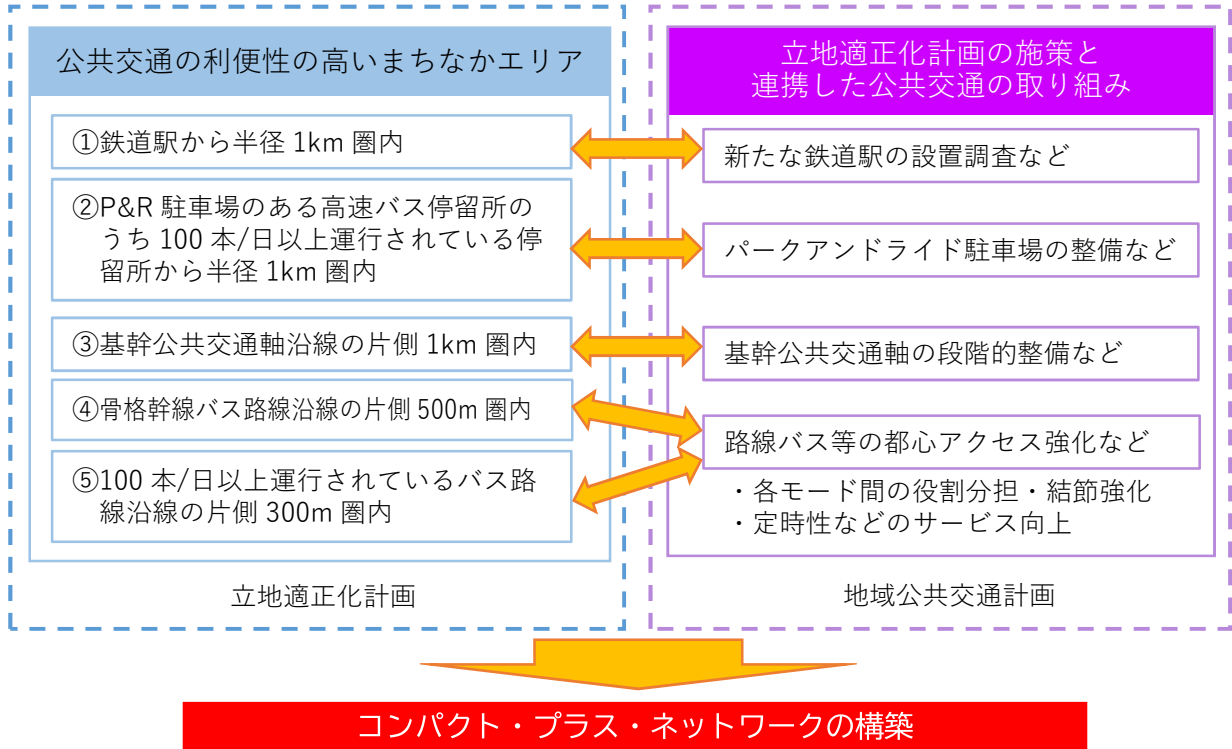 公共交通の利便性の高いまちなかエリア
①鉄道駅から半径 1km 圏内
②P&R 駐車場のある高速バス停留所の
うち 100 本/日以上運行されている停
留所から半径 1km 圏内
③基幹公共交通軸沿線の片側 1km 圏内
④骨格幹線バス路線沿線の片側 500m 圏内
⑤100 本/日以上運行されているバス路
線沿線の片側 300m 圏内
立地適正化計画
立地適正化計画の施策と
連携した公共交通の取り組み
新たな鉄道駅の設置調査など
パークアンドライド駐車場の整備など
基幹公共交通軸の段階的整備など
路線バス等の都心アクセス強化など
・各モード間の役割分担・結節強化
・定時性などのサービス向上
地域公共交通計画
コンパクト・プラス・ネットワークの構築